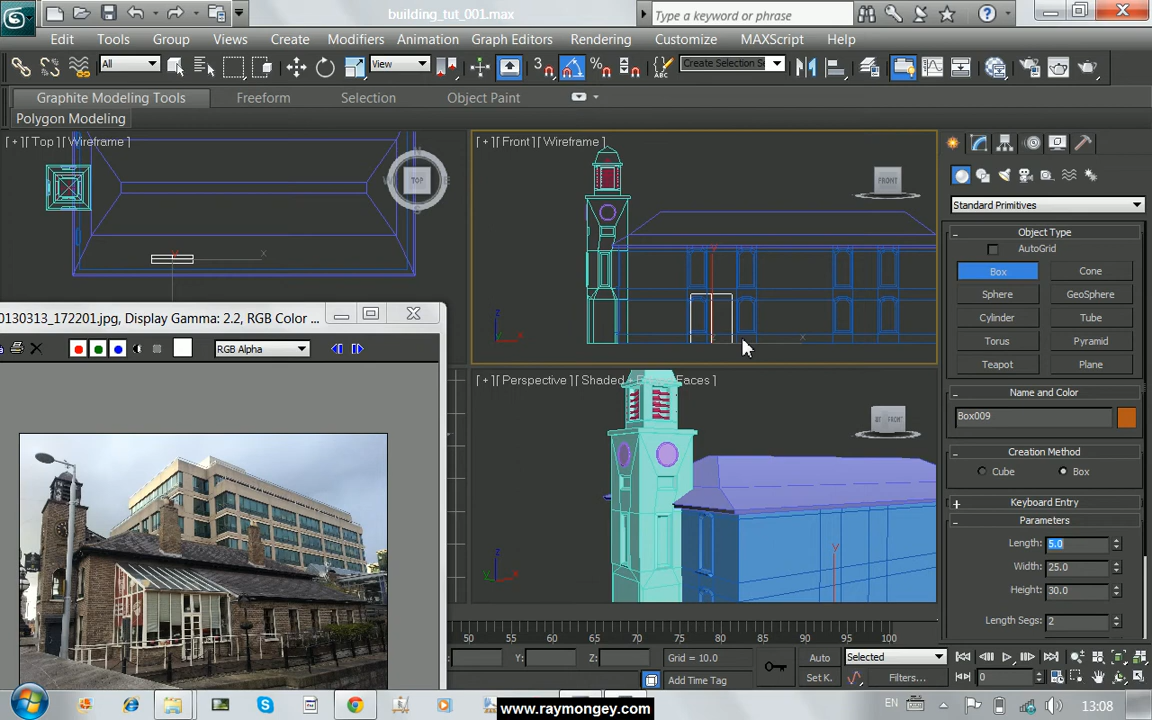 building_tut_001.max
Type a keyword or phrase
Edit Tools Group Views Create Modifiers Animation Graph Editors Rendering Customize MAXScript Help
All View Create Selection Se
Graphite Modeling Tools Freeform Selection Object Paint
Polygon Modeling
[ + ] [ Top ] [ Wireframe ]
TOP
[ + ] [ Front ] [ Wireframe ]
FRONT
Standard Primitives
Object Type
AutoGrid
Box Cone
Sphere GeoSphere
Cylinder Tube
Torus Pyramid
Teapot Plane
0130313_172201.jpg, Display Gamma: 2.2, RGB Color ...
RGB Alpha
[ + ] [ Perspective ] [ Shaded
Faces ]
FRONT
Name and Color
Box009
Creation Method
Cube Box
Keyboard Entry
Parameters
Length: 5.0
Width: 25.0
Height: 30.0
Length Segs: 2
50 55 60 65 70 75 80 85 90 95 100
Y: Z: Grid = 10.0 Auto Selected
Add Time Tag Set K. Filters... 0
www.raymongey.com
EN 13:08